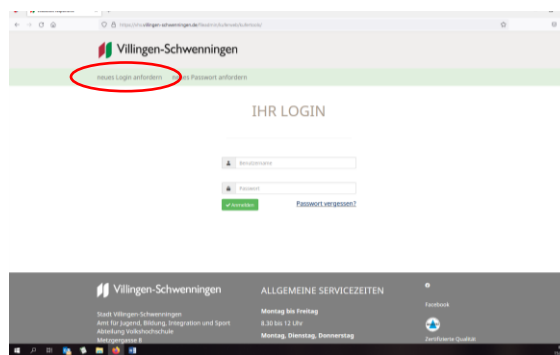 Villingen-Schwenningen
neues Login anfordern neues Passwort anfordern
IHR LOGIN
Benutzername
Passwort
Anmelden Passwort vergessen?
Villingen-Schwenningen
Stadt Villingen-Schwenningen
Amt für Jugend, Bildung, Integration und Sport
Abteilung Volkshochschule
Metzgergasse 8
ALLGEMEINE SERVICEZEITEN
Montag bis Freitag
8.30 bis 12 Uhr
Montag, Dienstag, Donnerstag
Facebook
Zertifizierte Qualität